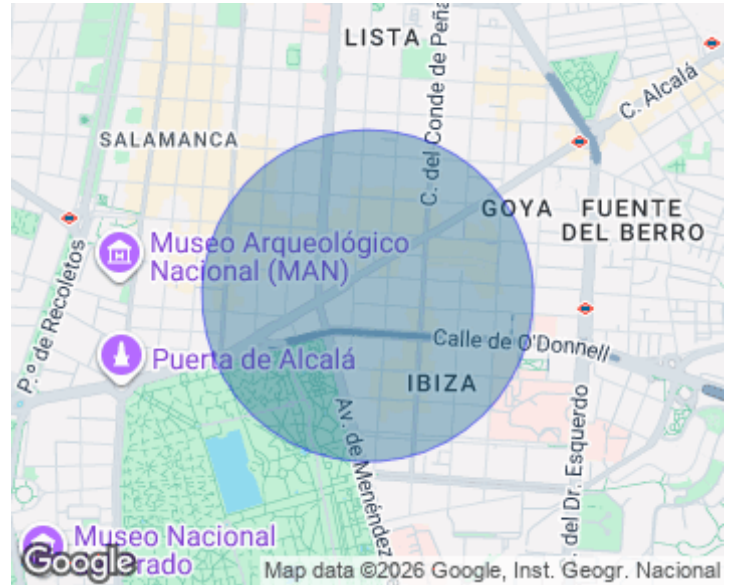 LISTA
C. del Conde de Peña
C. Alcalá
SALAMANCA
GOYA
FUENTE
DEL BERRO
Museo Arqueológico
Nacional (MAN)
P.º de Recoletos
Calle de O'Donnell
Puerta de Alcalá
IBIZA
Av. de Menéndez
del Dr. Esquerdo
Museo Nacional
rado
Google
Map data ©2026 Google, Inst. Geogr. Nacional